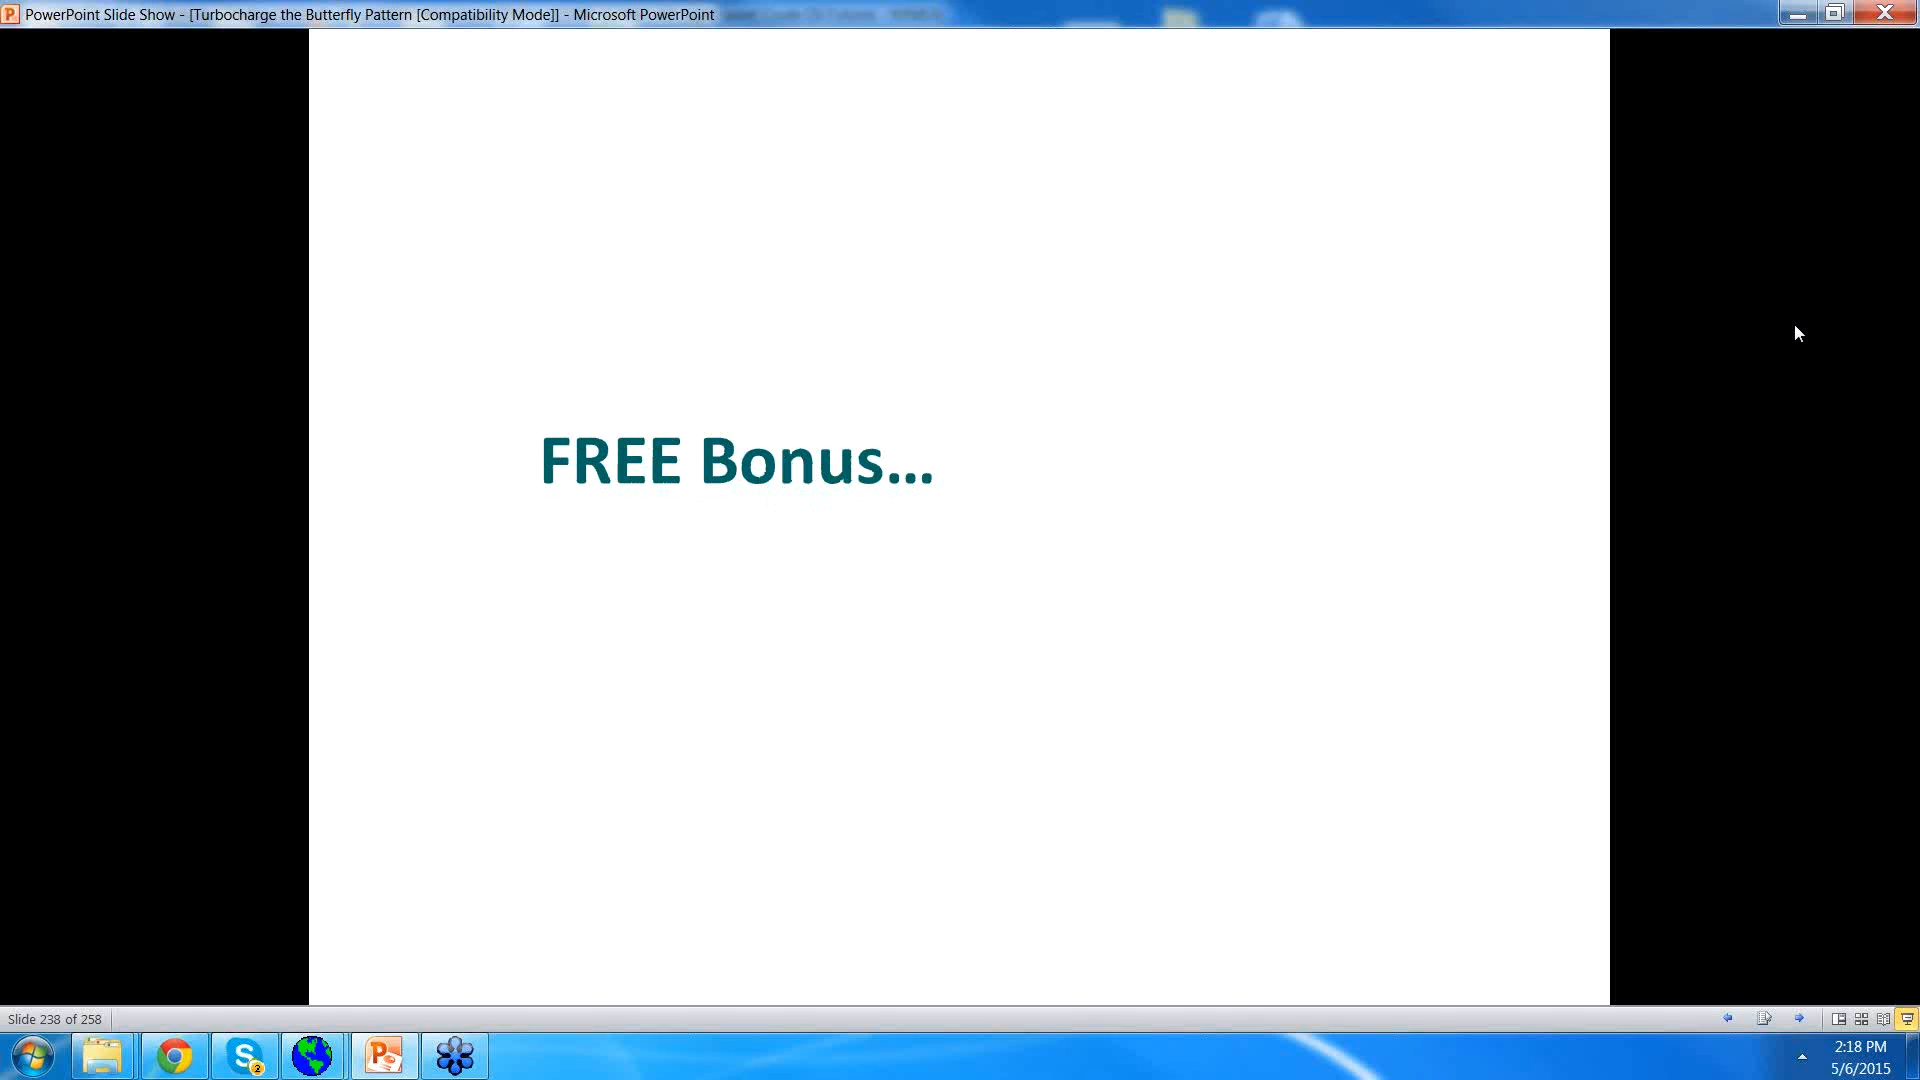 PowerPoint Slide Show - [Turbocharge the Butterfly Pattern [Compatibility Mode]] - Microsoft PowerPoint
FREE Bonus...
Slide 238 of 258
2
2:18 PM
5/6/2015